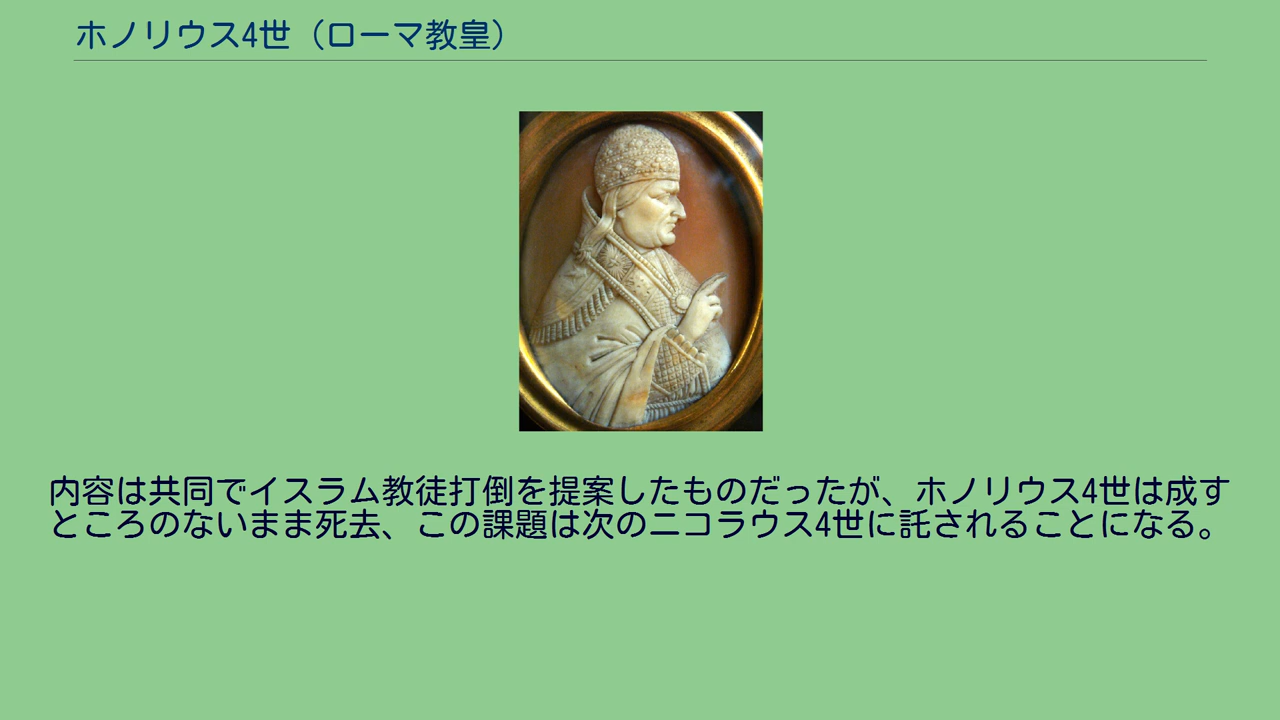 ホノリウス4世（ローマ教皇）
内容は共同でイスラム教徒打倒を提案したものだったが、ホノリウス4世は成す
ところのないまま死去、この課題は次のニコラウス4世に託されることになる。